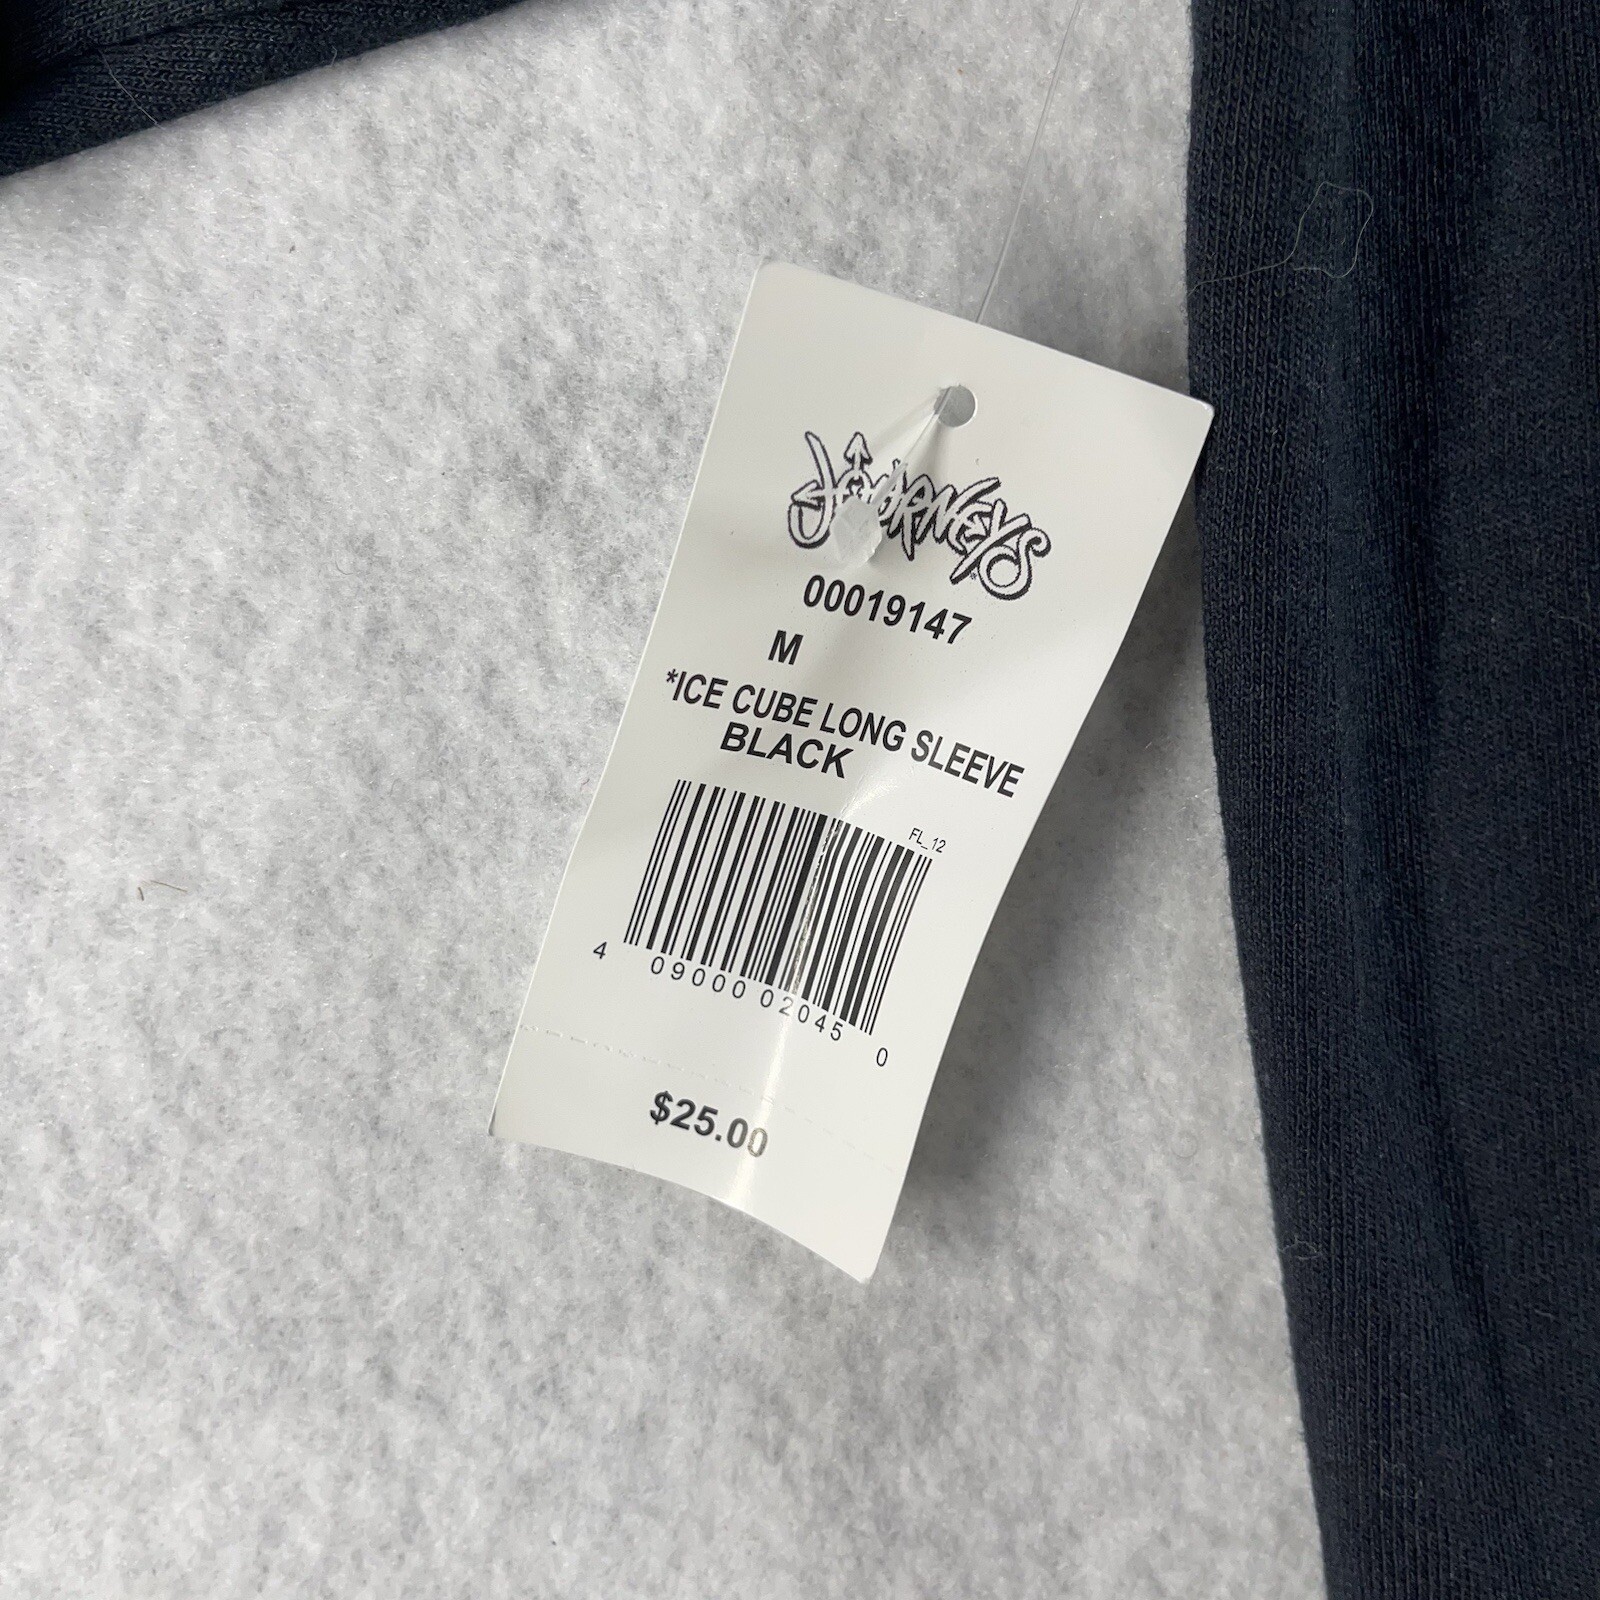 JOURNEYS
00019147
M
*ICE CUBE LONG SLEEVE
BLACK
FL_12
4 09000 02045 0
$25.00